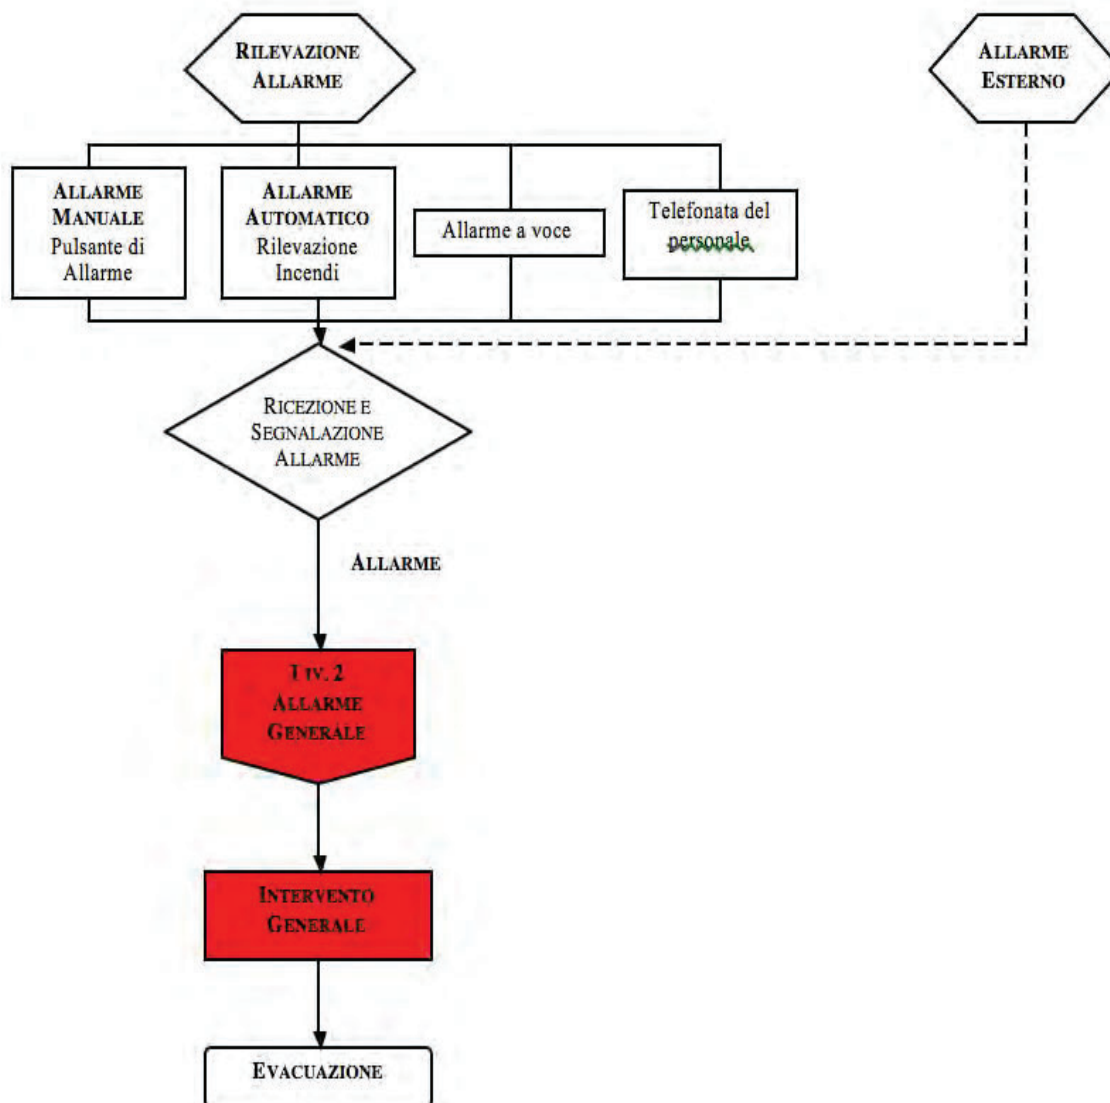 RILEVAZIONE
ALLARME
ALLARME
ESTERNO
ALLARME
MANUALE
Pulsante di
Allarme
ALLARME
AUTOMATICO
Rilevazione
Incendi
Allarme a voce
Telefonata del
personale
RICEZIONE E
SEGNALAZIONE
ALLARME
ALLARME
LIV. 2
ALLARME
GENERALE
INTERVENTO
GENERALE
EVACUAZIONE